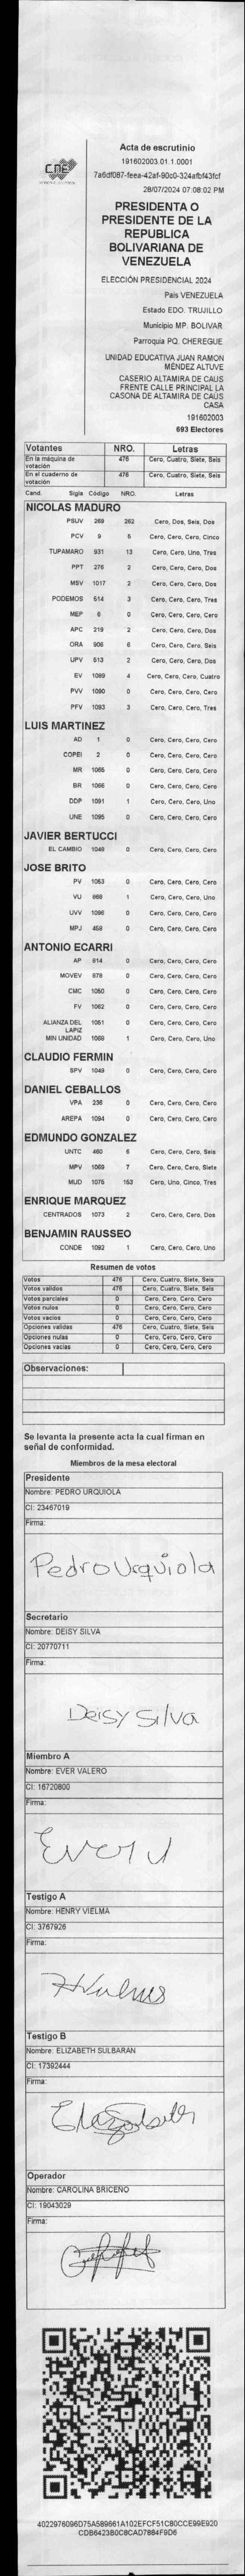 CNE
Acta de escrutinio
191602003.01.1.0001
7a6df087-feea-42af-90c0-324afbf43fcf
28/07/2024 07:08:02 PM
PRESIDENTA O
PRESIDENTE DE LA
REPUBLICA
BOLIVARIANA DE
VENEZUELA
ELECCIÓN PRESIDENCIAL 2024
País VENEZUELA
Estado EDO. TRUJILLO
Municipio MP. BOLIVAR
Parroquia PQ. CHEREGUE
UNIDAD EDUCATIVA JUAN RAMON
MÉNDEZ ALTUVE
CASERIO ALTAMIRA DE CAUS
FRENTE CALLE PRINCIPAL LA
CASONA DE ALTAMIRA DE CAÚS
CASA
191602003
693 Electores
Votantes NRO. Letras
En la máquina de votación 476 Cero, Cuatro, Siete, Seis
En el cuaderno de votación 476 Cero, Cuatro, Siete, Seis
Cand. Sigla Código NRO. Letras
NICOLAS MADURO
PSUV 269 262 Cero, Dos, Seis, Dos
PCV 9 5 Cero, Cero, Cero, Cinco
TUPAMARO 931 13 Cero, Cero, Uno, Tres
PPT 276 2 Cero, Cero, Cero, Dos
MSV 1017 2 Cero, Cero, Cero, Dos
PODEMOS 514 3 Cero, Cero, Cero, Tres
MEP 6 0 Cero, Cero, Cero, Cero
APC 219 2 Cero, Cero, Cero, Dos
ORA 906 6 Cero, Cero, Cero, Seis
UPV 513 2 Cero, Cero, Cero, Dos
EV 1089 4 Cero, Cero, Cero, Cuatro
PVV 1090 0 Cero, Cero, Cero, Cero
PFV 1093 3 Cero, Cero, Cero, Tres
LUIS MARTINEZ
AD 1 0 Cero, Cero, Cero, Cero
COPEI 2 0 Cero, Cero, Cero, Cero
MR 1065 0 Cero, Cero, Cero, Cero
BR 1066 0 Cero, Cero, Cero, Cero
DDP 1091 1 Cero, Cero, Cero, Uno
UNE 1095 0 Cero, Cero, Cero, Cero
JAVIER BERTUCCI
EL CAMBIO 1048 0 Cero, Cero, Cero, Cero
JOSE BRITO
PV 1053 0 Cero, Cero, Cero, Cero
VU 868 1 Cero, Cero, Cero, Uno
UVV 1096 0 Cero, Cero, Cero, Cero
MPJ 458 0 Cero, Cero, Cero, Cero
ANTONIO ECARRI
AP 814 0 Cero, Cero, Cero, Cero
MOVEV 878 0 Cero, Cero, Cero, Cero
CMC 1050 0 Cero, Cero, Cero, Cero
FV 1062 0 Cero, Cero, Cero, Cero
ALIANZA DEL LAPIZ 1051 0 Cero, Cero, Cero, Cero
MIN UNIDAD 1069 1 Cero, Cero, Cero, Uno
CLAUDIO FERMIN
SPV 1049 0 Cero, Cero, Cero, Cero
DANIEL CEBALLOS
VPA 236 0 Cero, Cero, Cero, Cero
AREPA 1094 0 Cero, Cero, Cero, Cero
EDMUNDO GONZALEZ
UNTC 460 6 Cero, Cero, Cero, Seis
MPV 1069 7 Cero, Cero, Cero, Siete
MUD 1075 153 Cero, Uno, Cinco, Tres
ENRIQUE MARQUEZ
CENTRADOS 1073 2 Cero, Cero, Cero, Dos
BENJAMIN RAUSSEO
CONDE 1092 1 Cero, Cero, Cero, Uno
Resumen de votos
Votos 476 Cero, Cuatro, Siete, Seis
Votos validos 476 Cero, Cuatro, Siete, Seis
Votos parciales 0 Cero, Cero, Cero, Cero
Votos nulos 0 Cero, Cero, Cero, Cero
Votos vacios 0 Cero, Cero, Cero, Cero
Opciones validas 476 Cero, Cuatro, Siete, Seis
Opciones nulas 0 Cero, Cero, Cero, Cero
Opciones vacias 0 Cero, Cero, Cero, Cero
Observaciones:
Se levanta la presente acta la cual firman en
señal de conformidad.
Miembros de la mesa electoral
Presidente
Nombre: PEDRO URQUIOLA
CI: 23467019
Firma:
Pedro Urquiola
Secretario
Nombre: DEISY SILVA
CI: 20770711
Firma:
Deisy Silva
Miembro A
Nombre: EVER VALERO
CI: 16720800
Firma:
Ever V
Testigo A
Nombre: HENRY VIELMA
CI: 3767926
Firma:
Testigo B
Nombre: ELIZABETH SULBARAN
CI: 17392444
Firma:
Operador
Nombre: CAROLINA BRICEÑO
CI: 19043029
Firma:
4022976096D75A589661A102EFCF51C80CCE99E920
CDB6423B0C8CAD7884F9D6